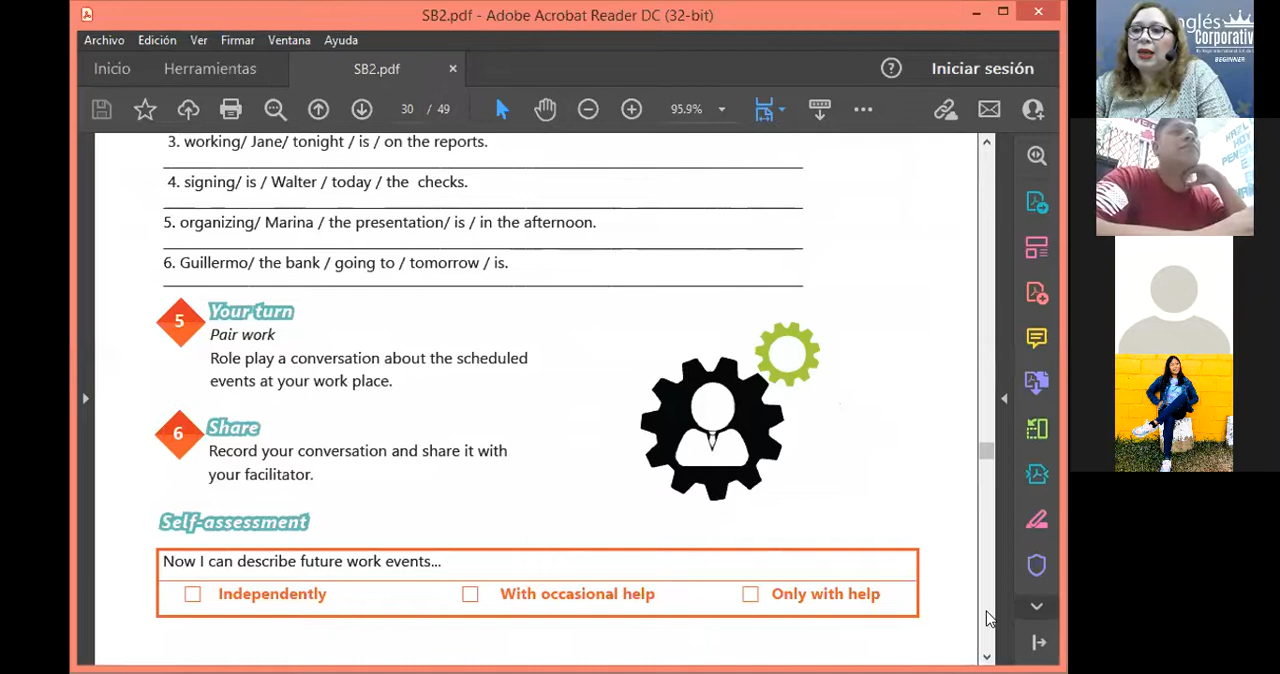 SB2.pdf - Adobe Acrobat Reader DC (32-bit)
Archivo Edición Ver Firmar Ventana Ayuda
Inicio Herramientas SB2.pdf × Iniciar sesión
30 / 49 95.9%
3. working/ Jane/ tonight / is / on the reports.
4. signing/ is / Walter / today / the checks.
5. organizing/ Marina / the presentation/ is / in the afternoon.
6. Guillermo/ the bank / going to / tomorrow / is.
5 Your turn
Pair work
Role play a conversation about the scheduled
events at your work place.
6 Share
Record your conversation and share it with
your facilitator.
Self-assessment
Now I can describe future work events...
Independently With occasional help Only with help
nglés
Corporativ
BEGINNER
HOY